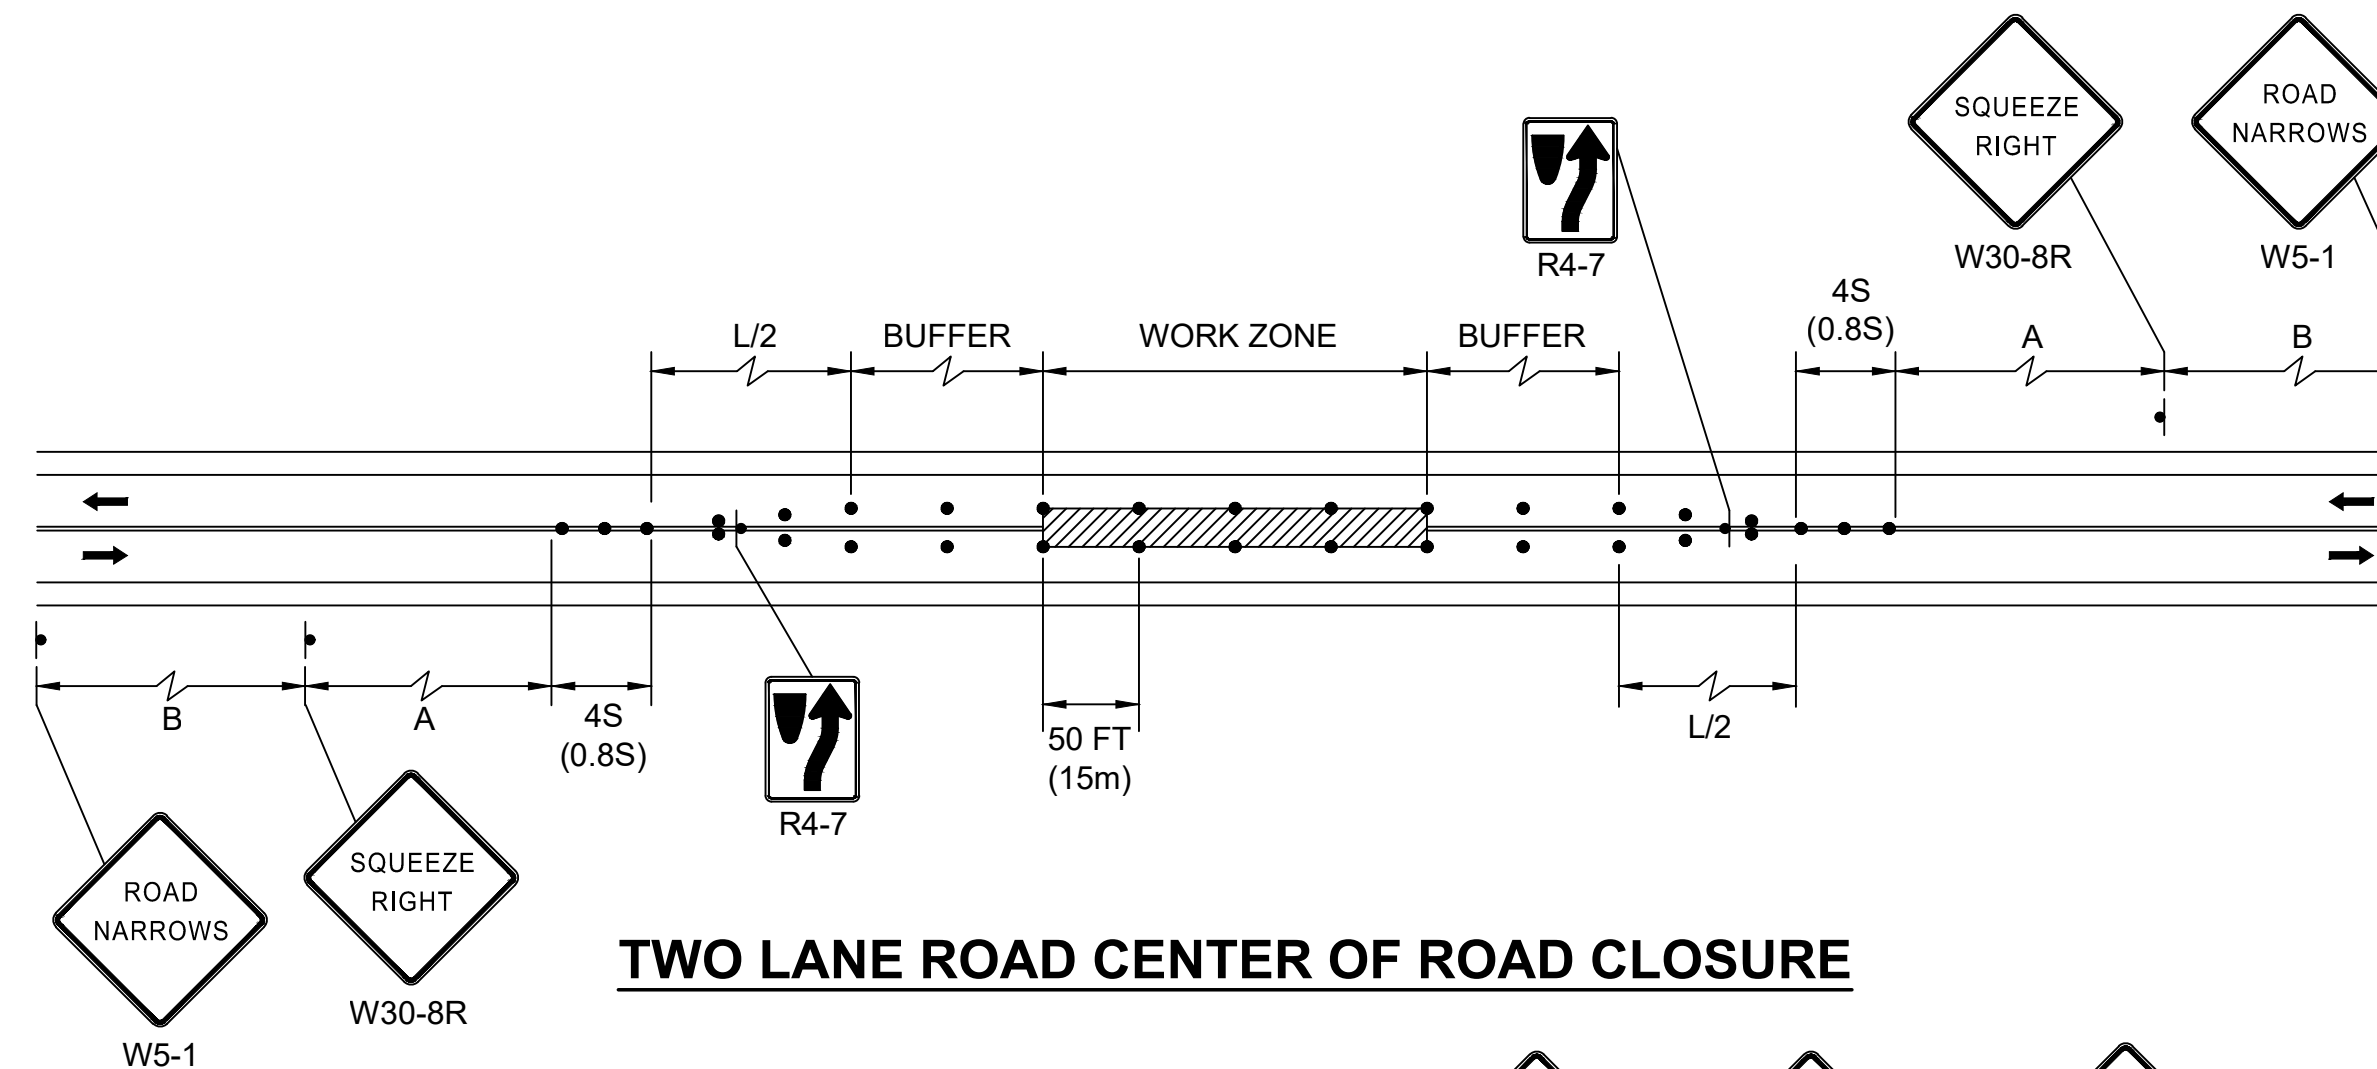 SQUEEZE
RIGHT
W30-8R
ROAD
NARROWS
W5-1
R4-7
4S
(0.8S)
L/2
BUFFER
WORK ZONE
BUFFER
A
B
B
A
4S
(0.8S)
50 FT
(15m)
L/2
R4-7
ROAD
NARROWS
W5-1
SQUEEZE
RIGHT
W30-8R
TWO LANE ROAD CENTER OF ROAD CLOSURE